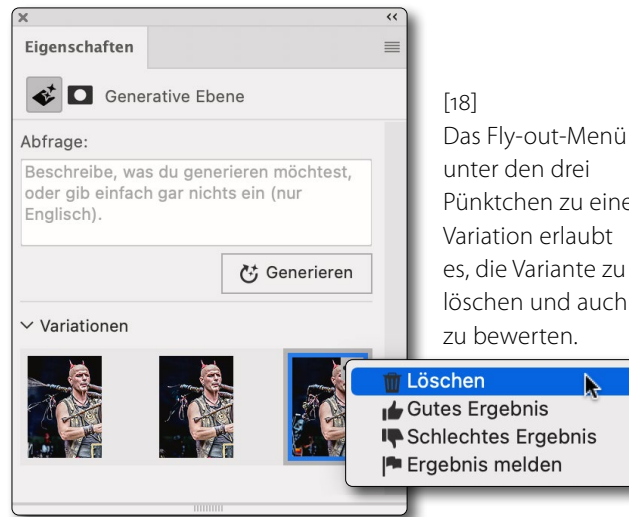 Eigenschaften
Generative Ebene
Abfrage:
Beschreibe, was du generieren möchtest,
oder gib einfach gar nichts ein (nur
Englisch).
Generieren
Variationen
Löschen
Gutes Ergebnis
Schlechtes Ergebnis
Ergebnis melden
[18]
Das Fly-out-Menü
unter den drei
Pünktchen zu eine
Variation erlaubt
es, die Variante zu
löschen und auch
zu bewerten.